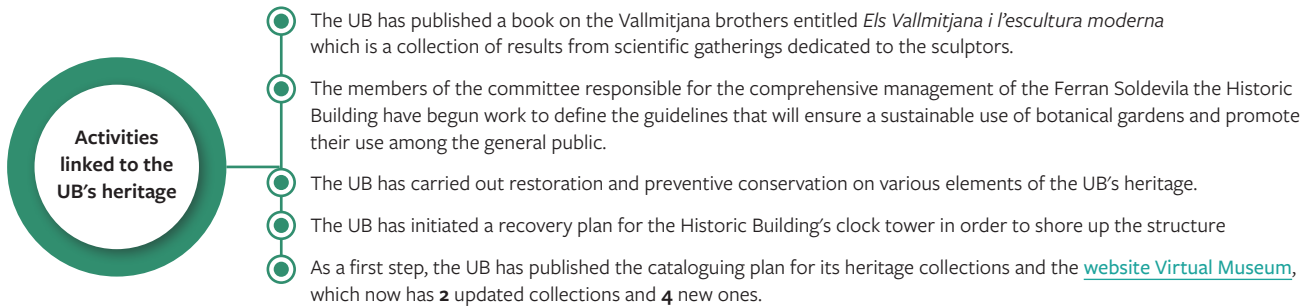 Activities
linked to the
UB's heritage
The UB has published a book on the Vallmitjana brothers entitled Els Vallmitjana i l'escultura moderna
which is a collection of results from scientific gatherings dedicated to the sculptors.
The members of the committee responsible for the comprehensive management of the Ferran Soldevila the Historic
Building have begun work to define the guidelines that will ensure a sustainable use of botanical gardens and promote
their use among the general public.
The UB has carried out restoration and preventive conservation on various elements of the UB's heritage.
The UB has initiated a recovery plan for the Historic Building's clock tower in order to shore up the structure
As a first step, the UB has published the cataloguing plan for its heritage collections and the website Virtual Museum,
which now has 2 updated collections and 4 new ones.